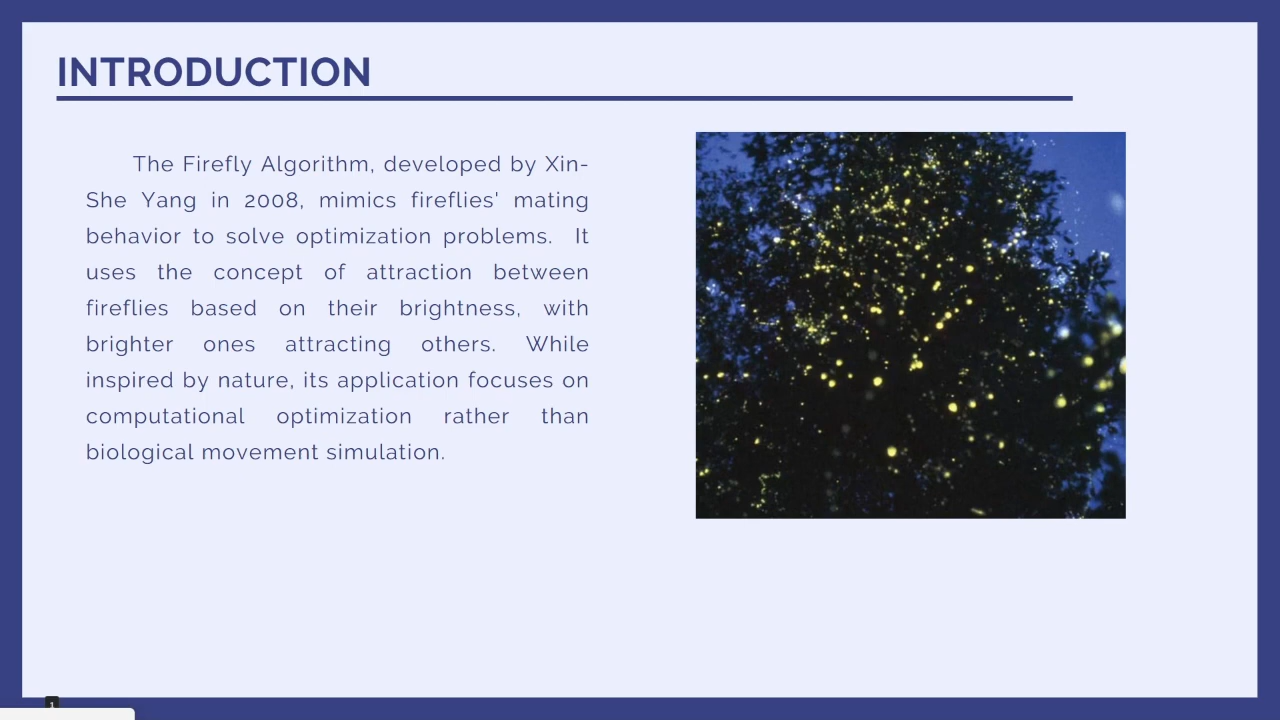 INTRODUCTION
The Firefly Algorithm, developed by Xin-
She Yang in 2008, mimics fireflies' mating
behavior to solve optimization problems. It
uses the concept of attraction between
fireflies based on their brightness, with
brighter ones attracting others. While
inspired by nature, its application focuses on
computational optimization rather than
biological movement simulation.
1